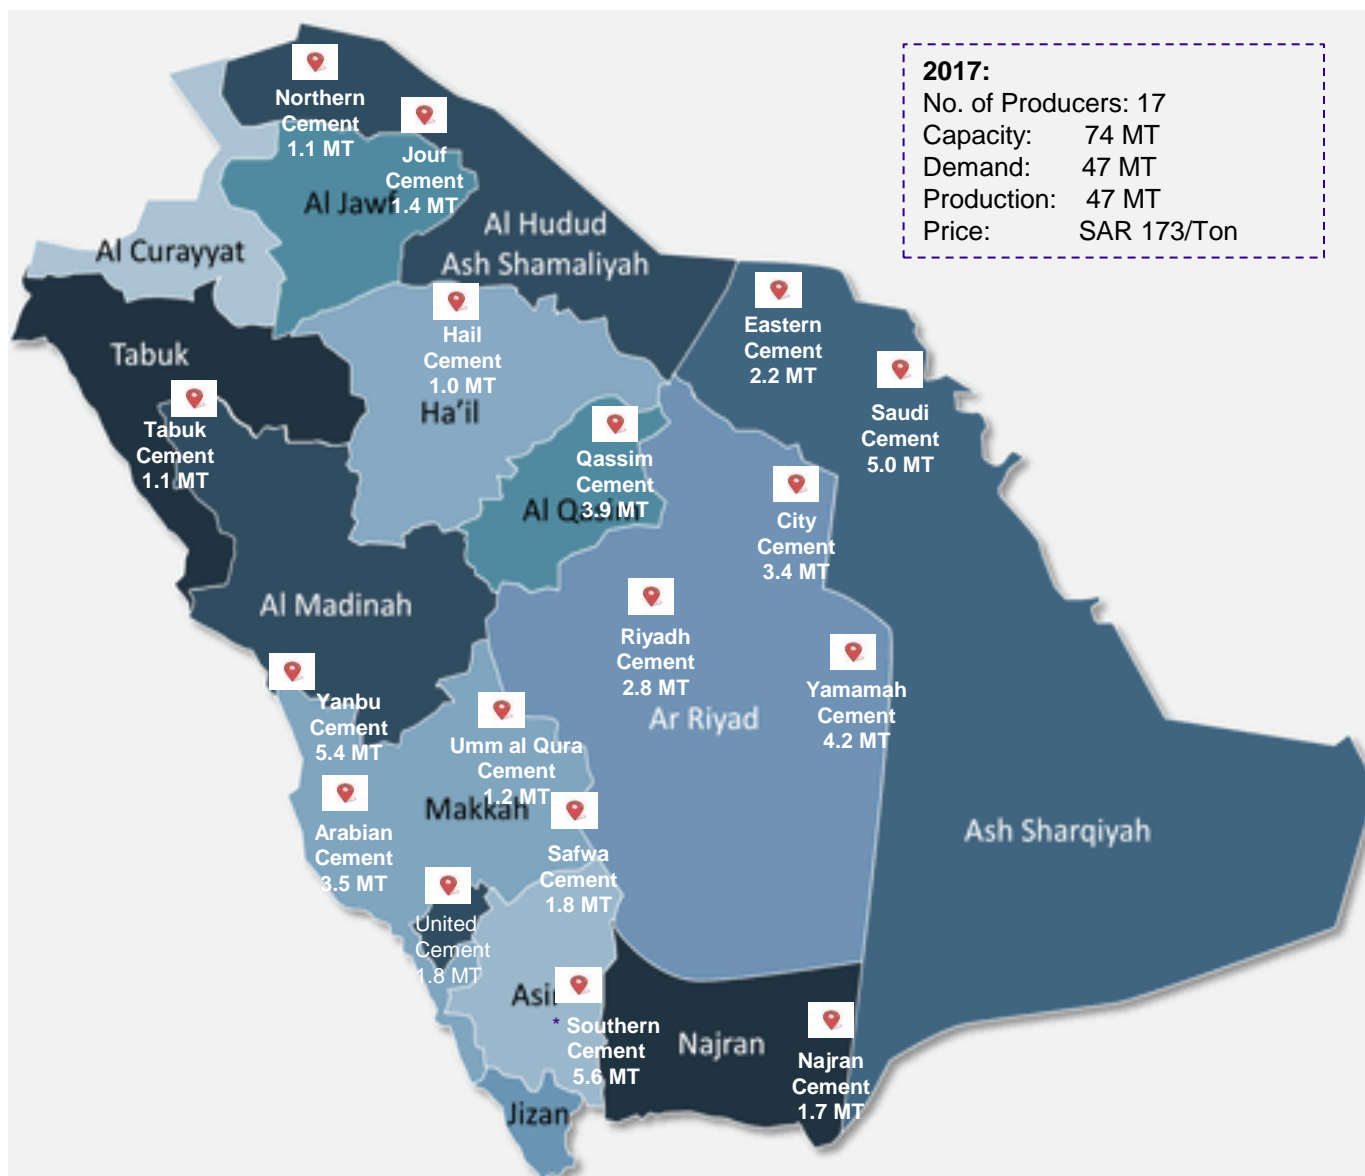 2017:
No. of Producers: 17
Capacity: 74 MT
Demand: 47 MT
Production: 47 MT
Price: SAR 173/Ton
Northern
Cement
1.1 MT
Jouf
Cement
1.4 MT
Al Jawf
Al Hudud
Ash Shamaliyah
Al Curayyat
Eastern
Cement
2.2 MT
Hail
Cement
1.0 MT
Ha'il
Tabuk
Saudi
Cement
5.0 MT
Tabuk
Cement
1.1 MT
Qassim
Cement
3.9 MT
Al Qasim
City
Cement
3.4 MT
Al Madinah
Riyadh
Cement
2.8 MT
Ar Riyad
Yamamah
Cement
4.2 MT
Yanbu
Cement
5.4 MT
Umm al Qura
Cement
1.2 MT
Makkah
Arabian
Cement
3.5 MT
Safwa
Cement
1.8 MT
Ash Sharqiyah
United
Cement
1.8 MT
Asir
* Southern
Cement
5.6 MT
Najran
Najran
Cement
1.7 MT
Jizan